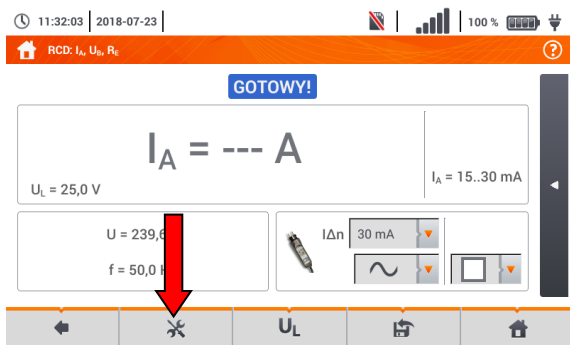 11:32:03 2018-07-23 100 %
RCD: IA, UB, RE ?
GOTOWY!
IA = --- A
UL = 25,0 V
IA = 15..30 mA
U = 239,6
f = 50,0
IΔn 30 mA
UL